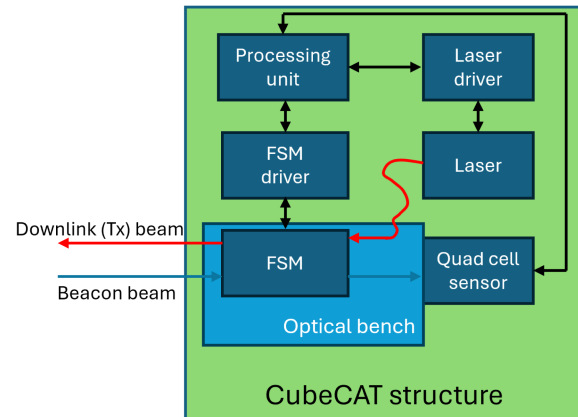 Processing
unit
Laser
driver
FSM
driver
Laser
Downlink (Tx) beam
FSM
Quad cell
sensor
Beacon beam
Optical bench
CubeCAT structure